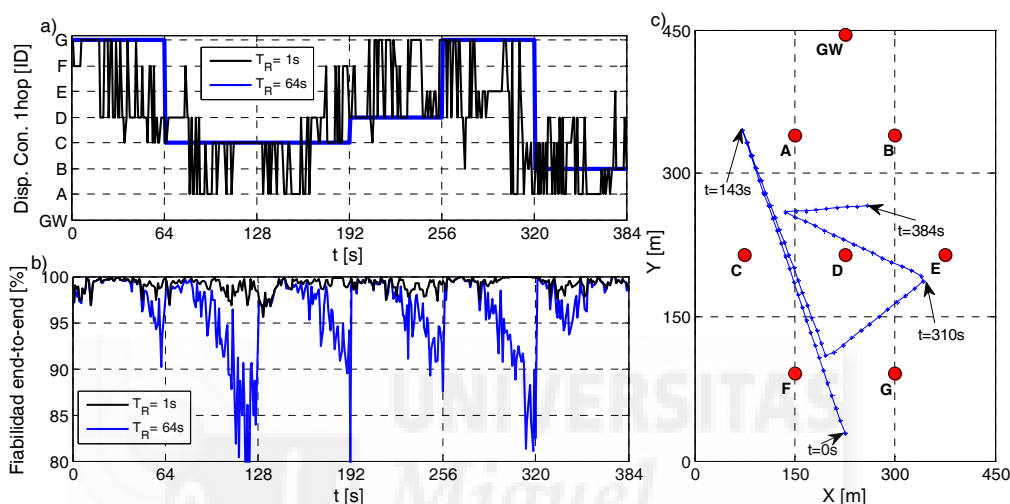 a)
Disp. Con. 1hop [ID]
G
F
E
D
C
B
A
GW
T_R= 1s
T_R= 64s
0 64 128 192 256 320 384
t [s]
b)
Fiabilidad end-to-end [%]
100
95
90
85
80
T_R= 1s
T_R= 64s
0 64 128 192 256 320 384
t [s]
c)
Y [m]
450
300
150
0
GW
A
B
t=143s
t=384s
C
D
E
t=310s
F
G
t=0s
0 150 300 450
X [m]
UNIVERSITAS
Miguel